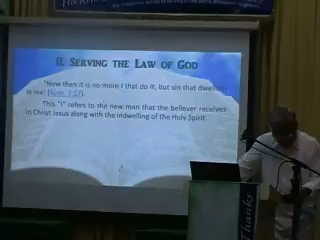 II. SERVING THE LAW OF GOD
"Now then it is no more I that do it, but sin that dwelleth
in me. (Rom. 7:17).
This "I" refers to the new man that the believer receives
in Christ Jesus along with the indwelling of the Holy Spirit.
Thanks